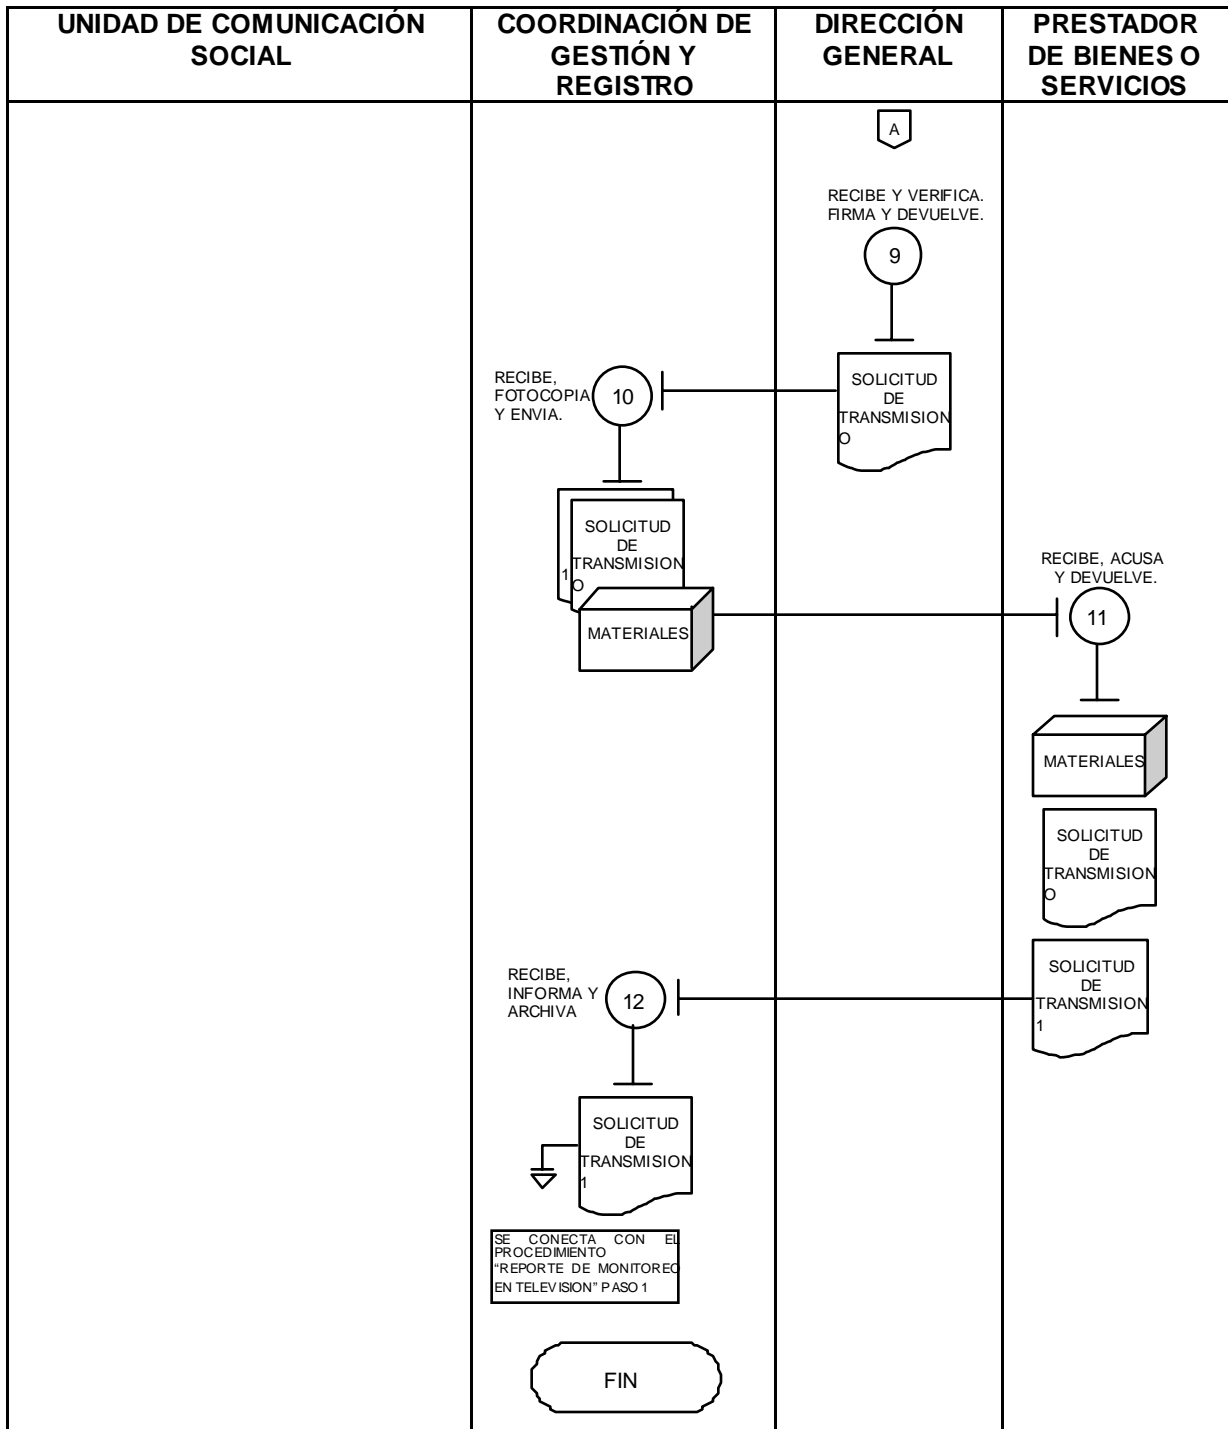 UNIDAD DE COMUNICACIÓN
SOCIAL
COORDINACIÓN DE
GESTIÓN Y
REGISTRO
DIRECCIÓN
GENERAL
PRESTADOR
DE BIENES O
SERVICIOS
A
RECIBE Y VERIFICA.
FIRMA Y DEVUELVE.
9
SOLICITUD
DE
TRANSMISION
O
RECIBE,
FOTOCOPIA
Y ENVIA.
10
SOLICITUD
DE
TRANSMISION
1
O
MATERIALES
RECIBE, ACUSA
Y DEVUELVE.
11
MATERIALES
SOLICITUD
DE
TRANSMISION
O
SOLICITUD
DE
TRANSMISION
1
RECIBE,
INFORMA Y
ARCHIVA
12
SOLICITUD
DE
TRANSMISION
1
SE CONECTA CON EL
PROCEDIMIENTO
“REPORTE DE MONITOREO
EN TELEVISION” PASO 1
FIN